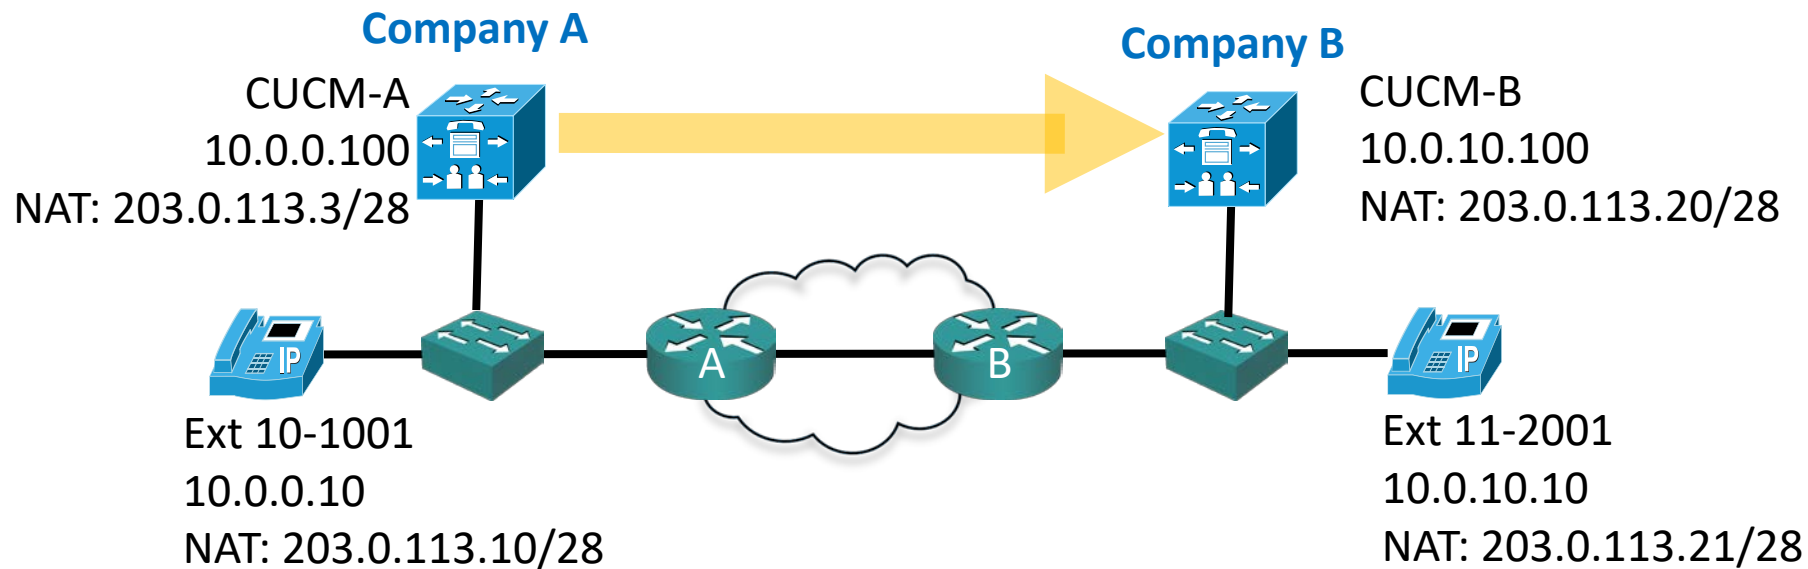 Company A
Company B
CUCM-A
10.0.0.100
NAT: 203.0.113.3/28
CUCM-B
10.0.10.100
NAT: 203.0.113.20/28
IP
A
B
IP
Ext 10-1001
10.0.0.10
NAT: 203.0.113.10/28
Ext 11-2001
10.0.10.10
NAT: 203.0.113.21/28